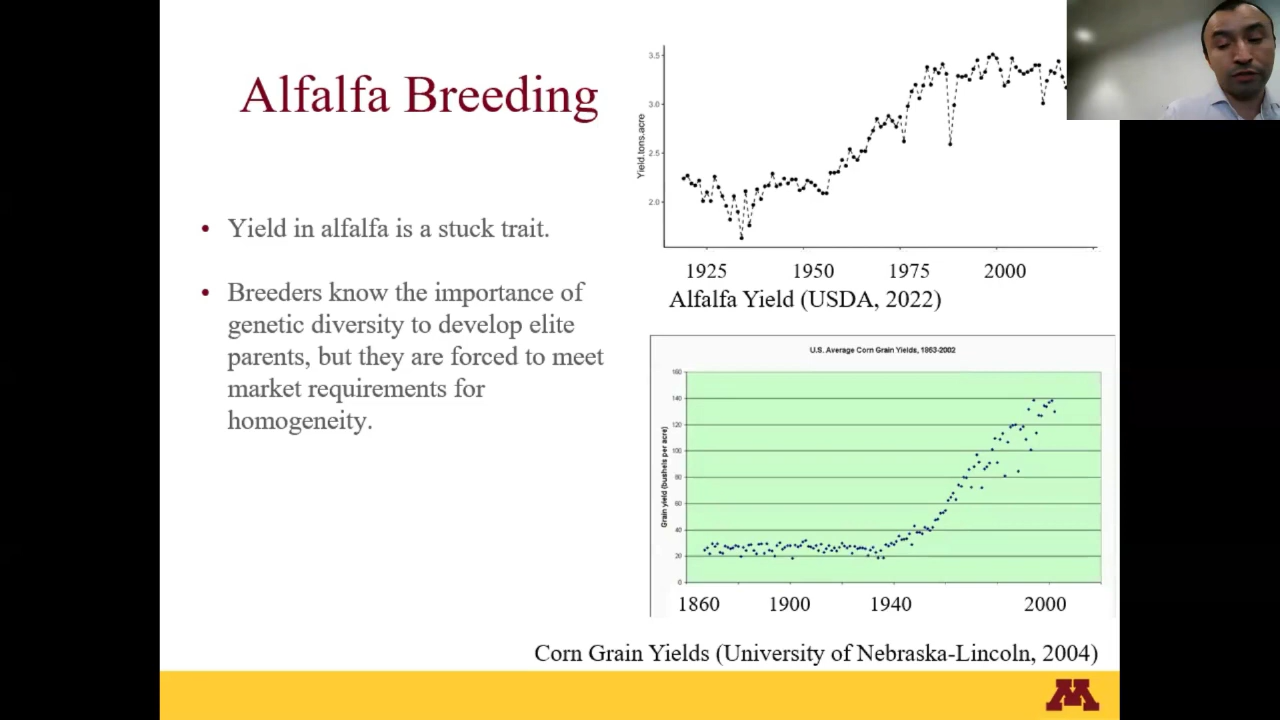 Alfalfa Breeding
• Yield in alfalfa is a stuck trait.
• Breeders know the importance of
genetic diversity to develop elite
parents, but they are forced to meet
market requirements for
homogeneity.
Yield.tons.acre
3.5
3.0
2.5
2.0
1925 1950 1975 2000
Alfalfa Yield (USDA, 2022)
U.S. Average Corn Grain Yields, 1863-2002
Grain yield (bushels per acre)
160
140
120
100
80
60
40
20
0
1860 1900 1940 2000
Corn Grain Yields (University of Nebraska-Lincoln, 2004)
M